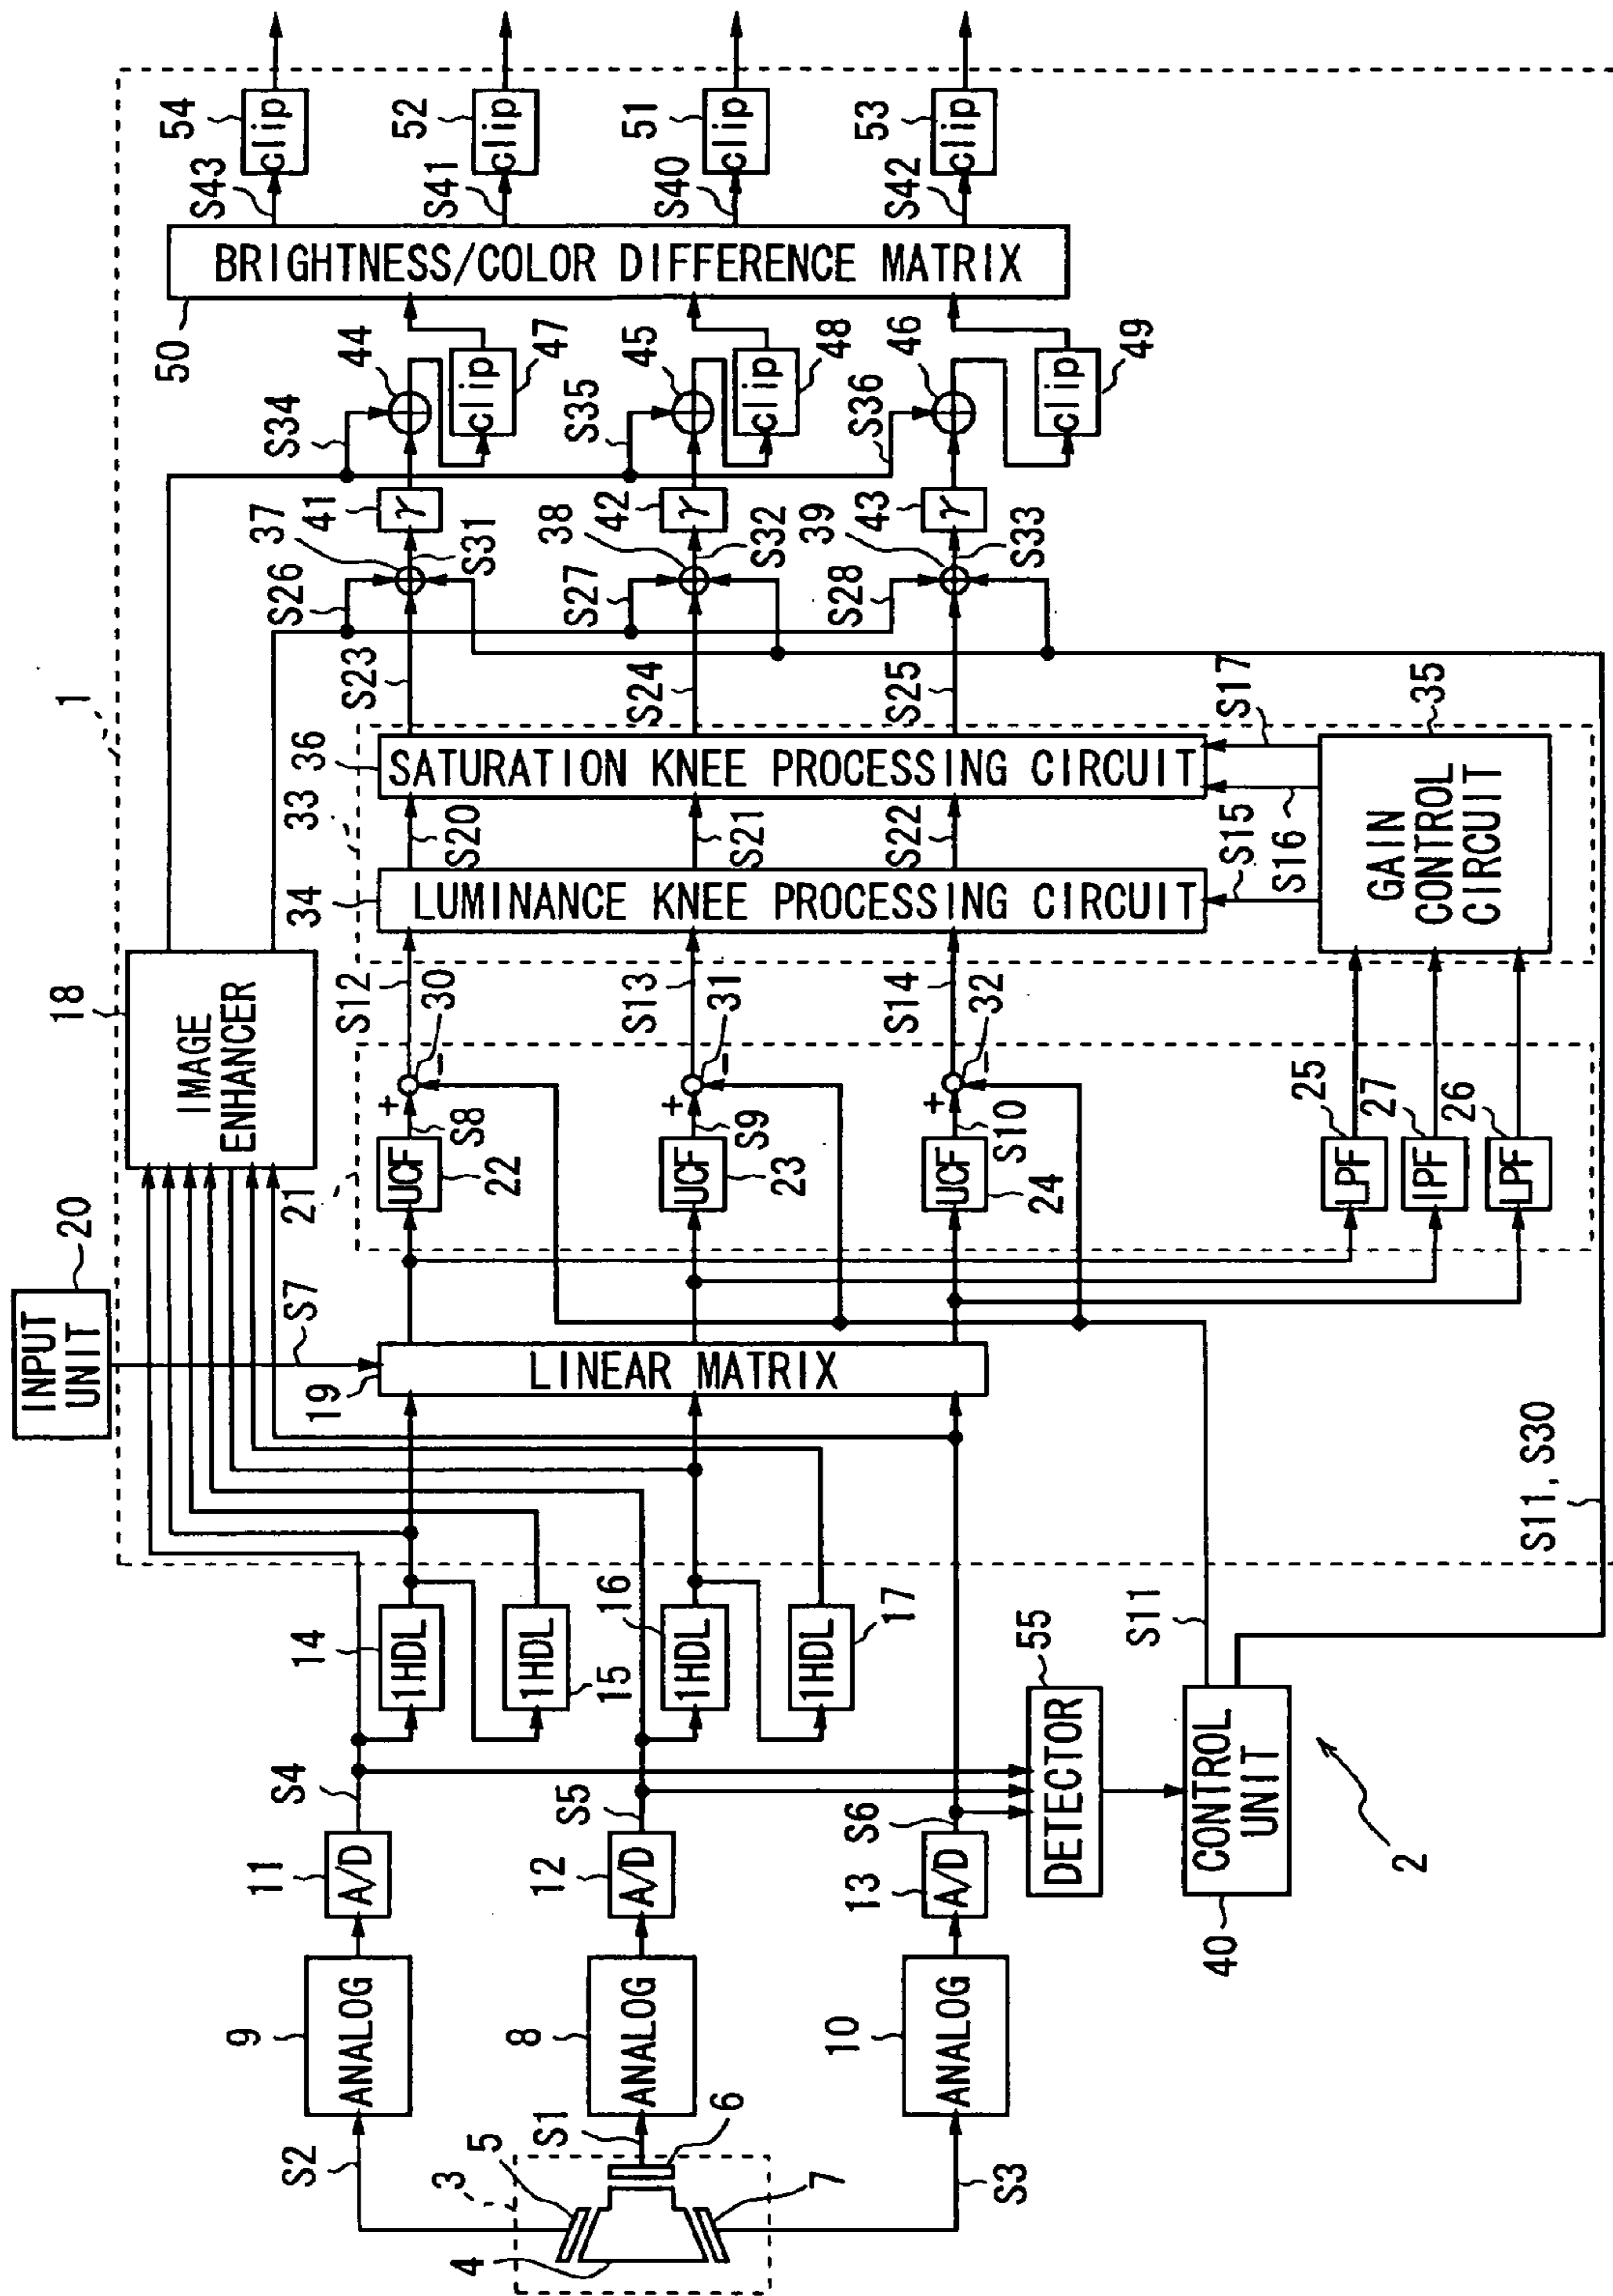 1
2
3
4
5
6
7
S1
S2
S3
9
ANALOG
8
ANALOG
10
ANALOG
11
A/D
12
A/D
13
A/D
S4
S5
S6
14
1HDL
15
1HDL
16
1HDL
17
1HDL
55
DETECTOR
40
CONTROL
UNIT
S11
S11, S30
20
INPUT
UNIT
S7
18
IMAGE
ENHANCER
19
LINEAR MATRIX
21
UCF
22
UCF
23
UCF
24
S8
S9
S10
+
−
30
+
−
31
+
−
32
LPF
25
IPF
27
LPF
26
S12
S13
S14
33
34
LUMINANCE KNEE PROCESSING CIRCUIT
S20
S21
S22
36
SATURATION KNEE PROCESSING CIRCUIT
S15
S16
S17
35
GAIN
CONTROL
CIRCUIT
S23
S24
S25
S26
S27
S28
37
38
39
S31
S32
S33
41
γ
42
γ
43
γ
S34
S35
S36
44
45
46
clip
47
clip
48
clip
49
50
BRIGHTNESS/COLOR DIFFERENCE MATRIX
S43
S41
S40
S42
54
clip
52
clip
51
clip
53
clip